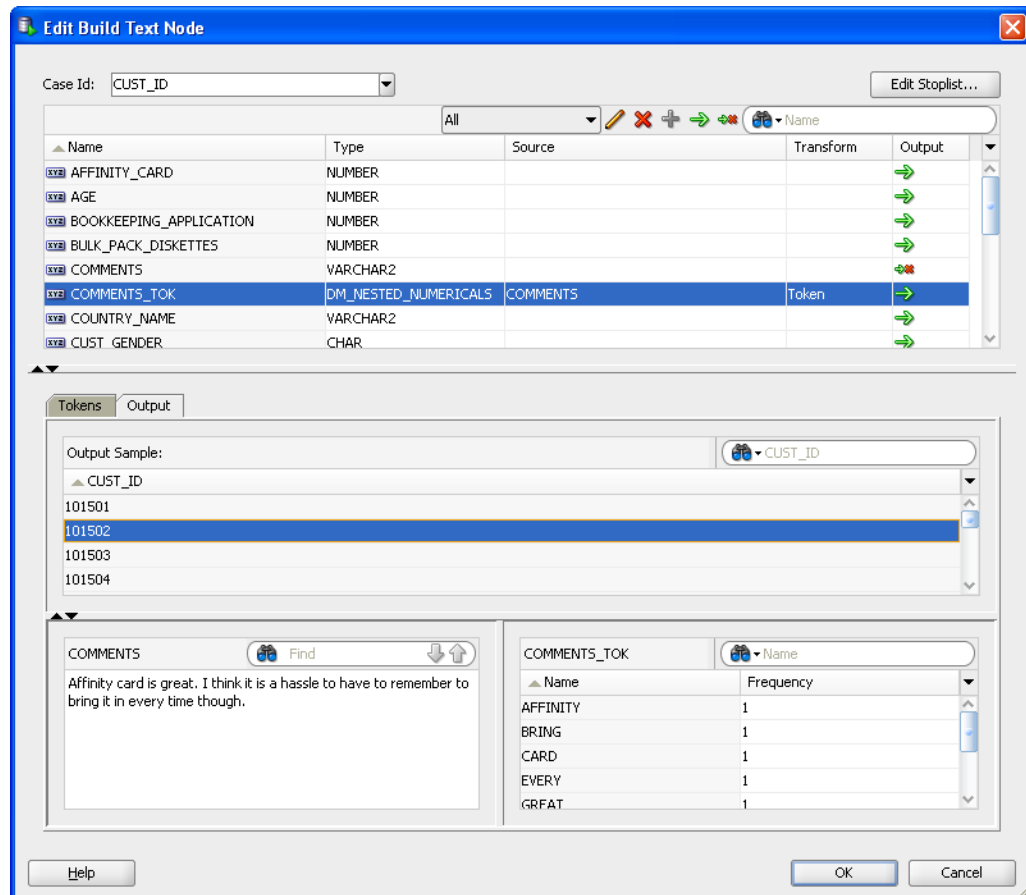 Edit Build Text Node
Case Id: CUST_ID Edit Stoplist...
All Name
Name Type Source Transform Output
AFFINITY_CARD NUMBER
AGE NUMBER
BOOKKEEPING_APPLICATION NUMBER
BULK_PACK_DISKETTES NUMBER
COMMENTS VARCHAR2
COMMENTS_TOK DM_NESTED_NUMERICALS COMMENTS Token
COUNTRY_NAME VARCHAR2
CUST_GENDER CHAR
Tokens Output
Output Sample: CUST_ID
CUST_ID
101501
101502
101503
101504
COMMENTS Find
Affinity card is great. I think it is a hassle to have to remember to
bring it in every time though.
COMMENTS_TOK Name
Name Frequency
AFFINITY 1
BRING 1
CARD 1
EVERY 1
GREAT 1
Help OK Cancel